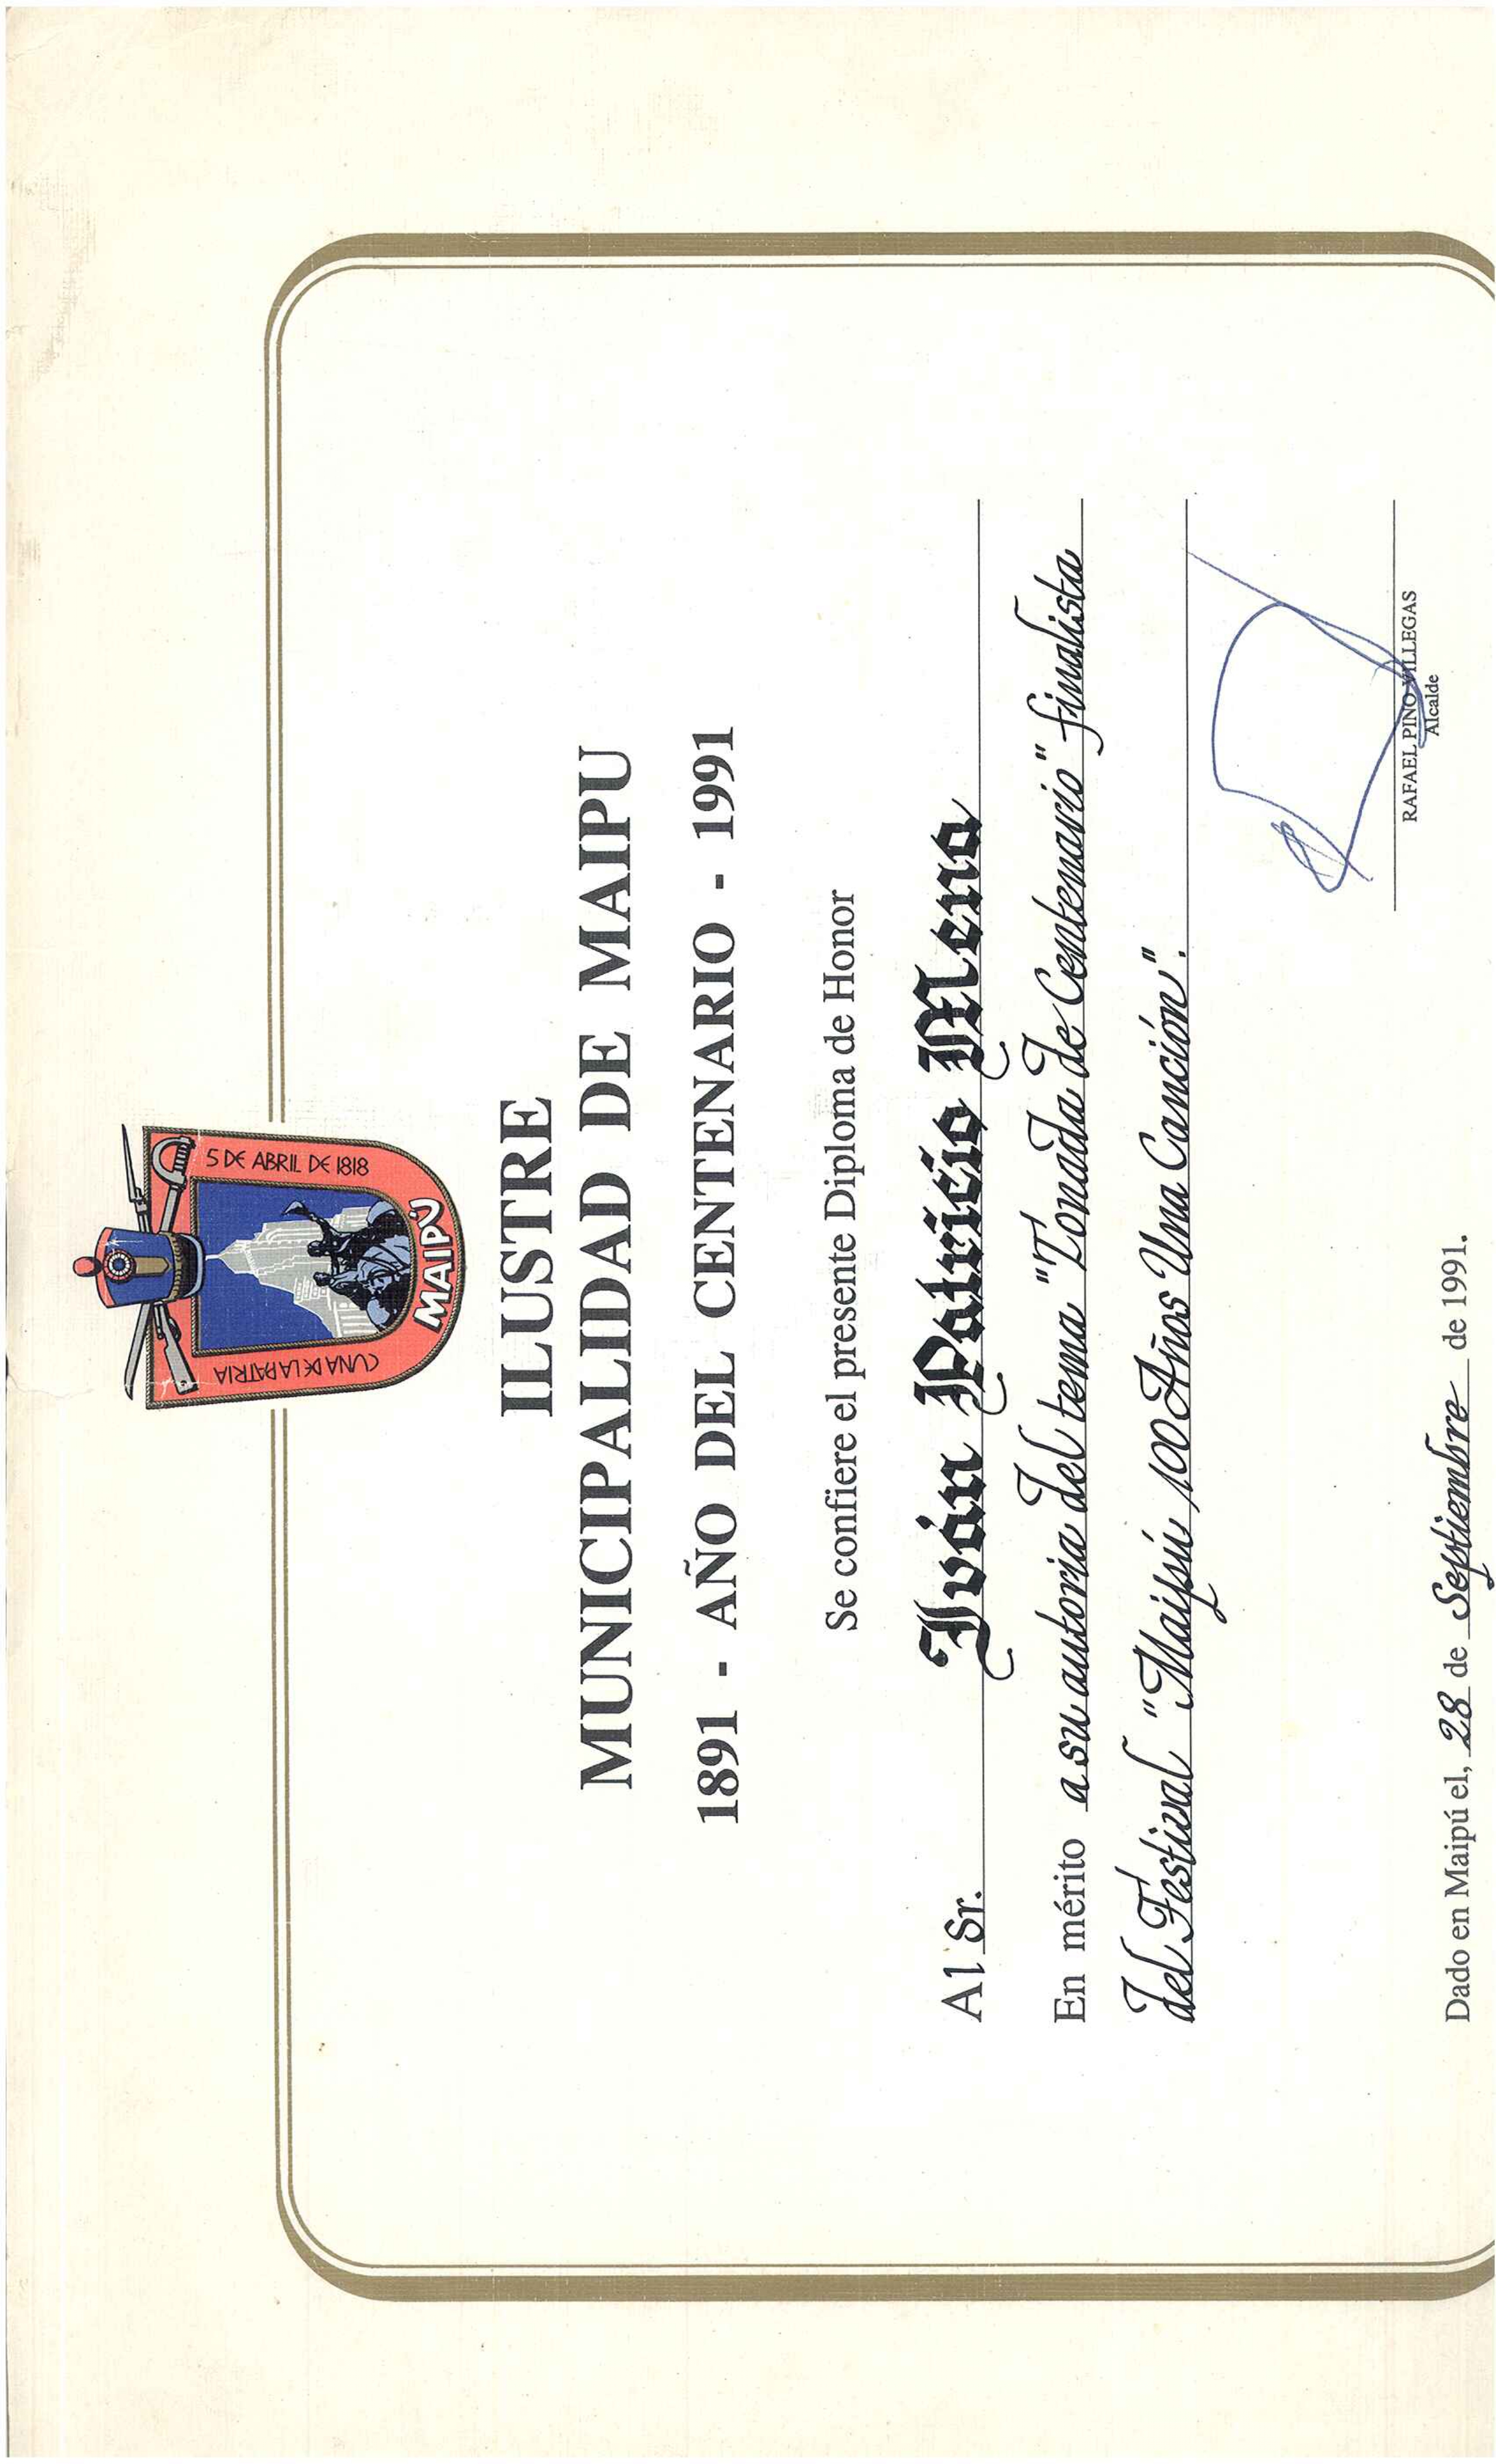 CUNA DE LA PATRIA
5 DE ABRIL DE 1818
MAIPÚ
ILUSTRE
MUNICIPALIDAD DE MAIPU
1891 - AÑO DEL CENTENARIO - 1991
Se confiere el presente Diploma de Honor
Al Sr. Iván Patricio Mena
En mérito a su autoria del tema "Tonada de Centenario" finalista
del Festival "Maipú 100 Años Una Canción".
RAFAEL PINO VILLEGAS
Alcalde
Dado en Maipú el, 28 de Septiembre de 1991.